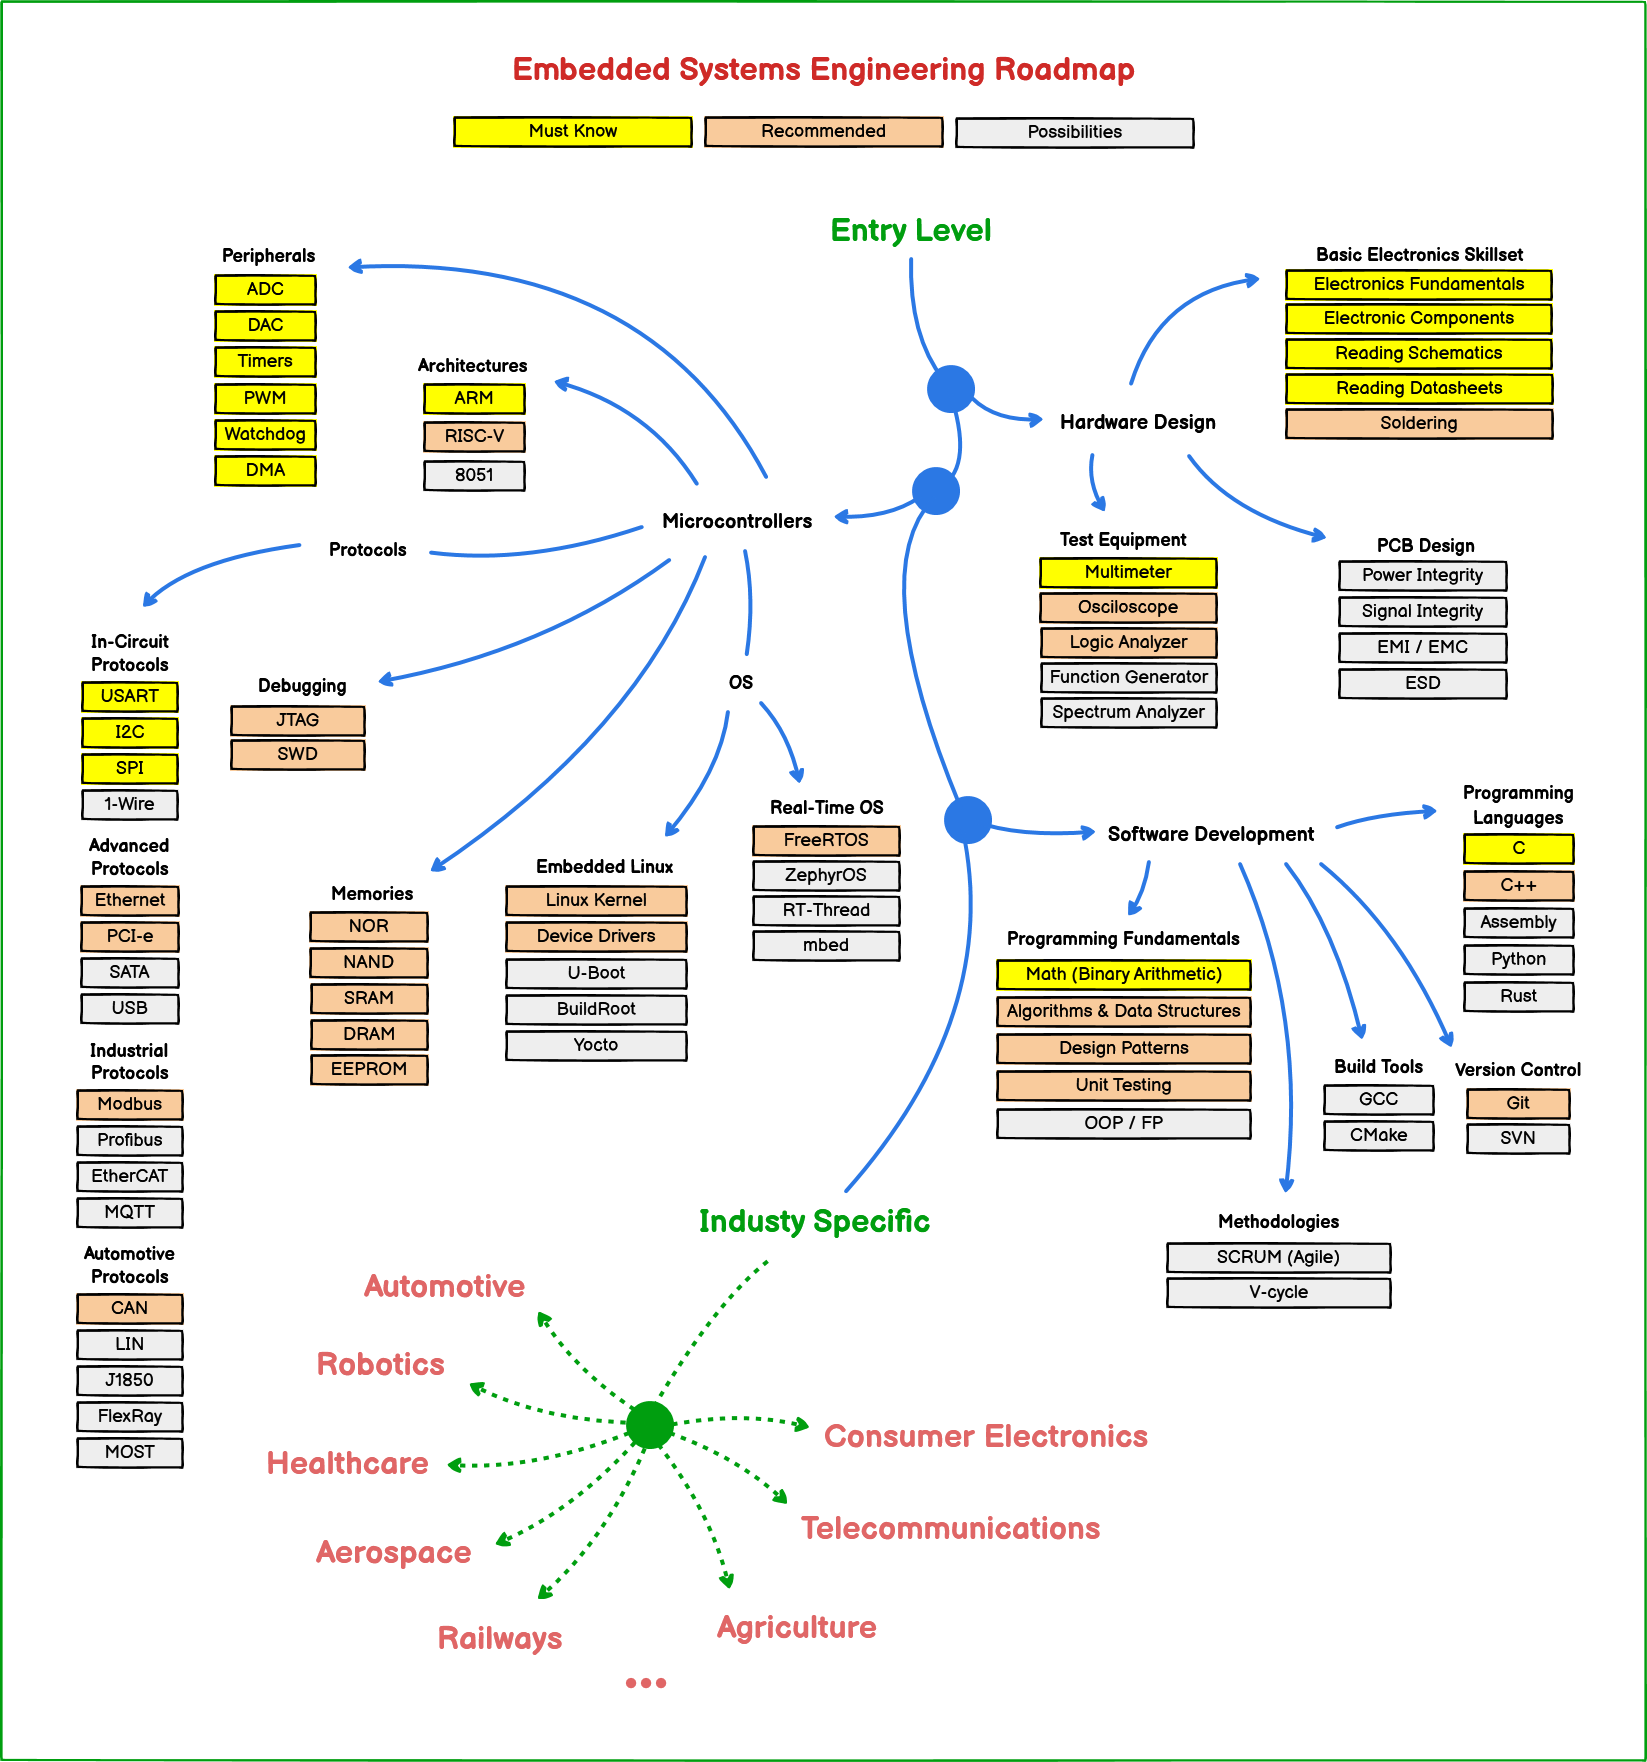 Embedded Systems Engineering Roadmap
Must Know
Recommended
Possibilities
Entry Level
Hardware Design
Basic Electronics Skillset
Electronics Fundamentals
Electronic Components
Reading Schematics
Reading Datasheets
Soldering
Test Equipment
Multimeter
Osciloscope
Logic Analyzer
Function Generator
Spectrum Analyzer
PCB Design
Power Integrity
Signal Integrity
EMI / EMC
ESD
Microcontrollers
Peripherals
ADC
DAC
Timers
PWM
Watchdog
DMA
Architectures
ARM
RISC-V
8051
Protocols
In-Circuit
Protocols
USART
I2C
SPI
1-Wire
Advanced
Protocols
Ethernet
PCI-e
SATA
USB
Industrial
Protocols
Modbus
Profibus
EtherCAT
MQTT
Automotive
Protocols
CAN
LIN
J1850
FlexRay
MOST
Debugging
JTAG
SWD
Memories
NOR
NAND
SRAM
DRAM
EEPROM
OS
Embedded Linux
Linux Kernel
Device Drivers
U-Boot
BuildRoot
Yocto
Real-Time OS
FreeRTOS
ZephyrOS
RT-Thread
mbed
Software Development
Programming
Languages
C
C++
Assembly
Python
Rust
Programming Fundamentals
Math (Binary Arithmetic)
Algorithms & Data Structures
Design Patterns
Unit Testing
OOP / FP
Build Tools
GCC
CMake
Version Control
Git
SVN
Methodologies
SCRUM (Agile)
V-cycle
Industy Specific
Automotive
Robotics
Healthcare
Aerospace
Railways
Consumer Electronics
Telecommunications
Agriculture
...